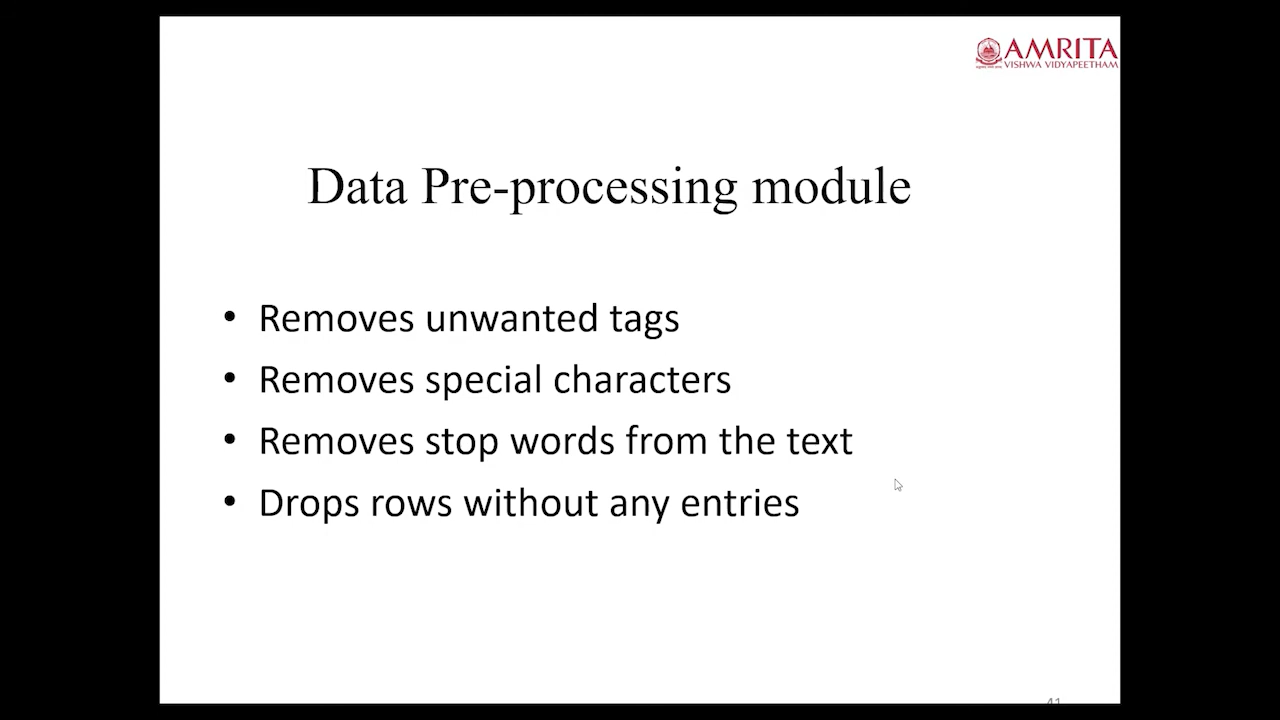 AMRITA
VISHWA VIDYAPEETHAM
Data Pre-processing module
• Removes unwanted tags
• Removes special characters
• Removes stop words from the text
• Drops rows without any entries